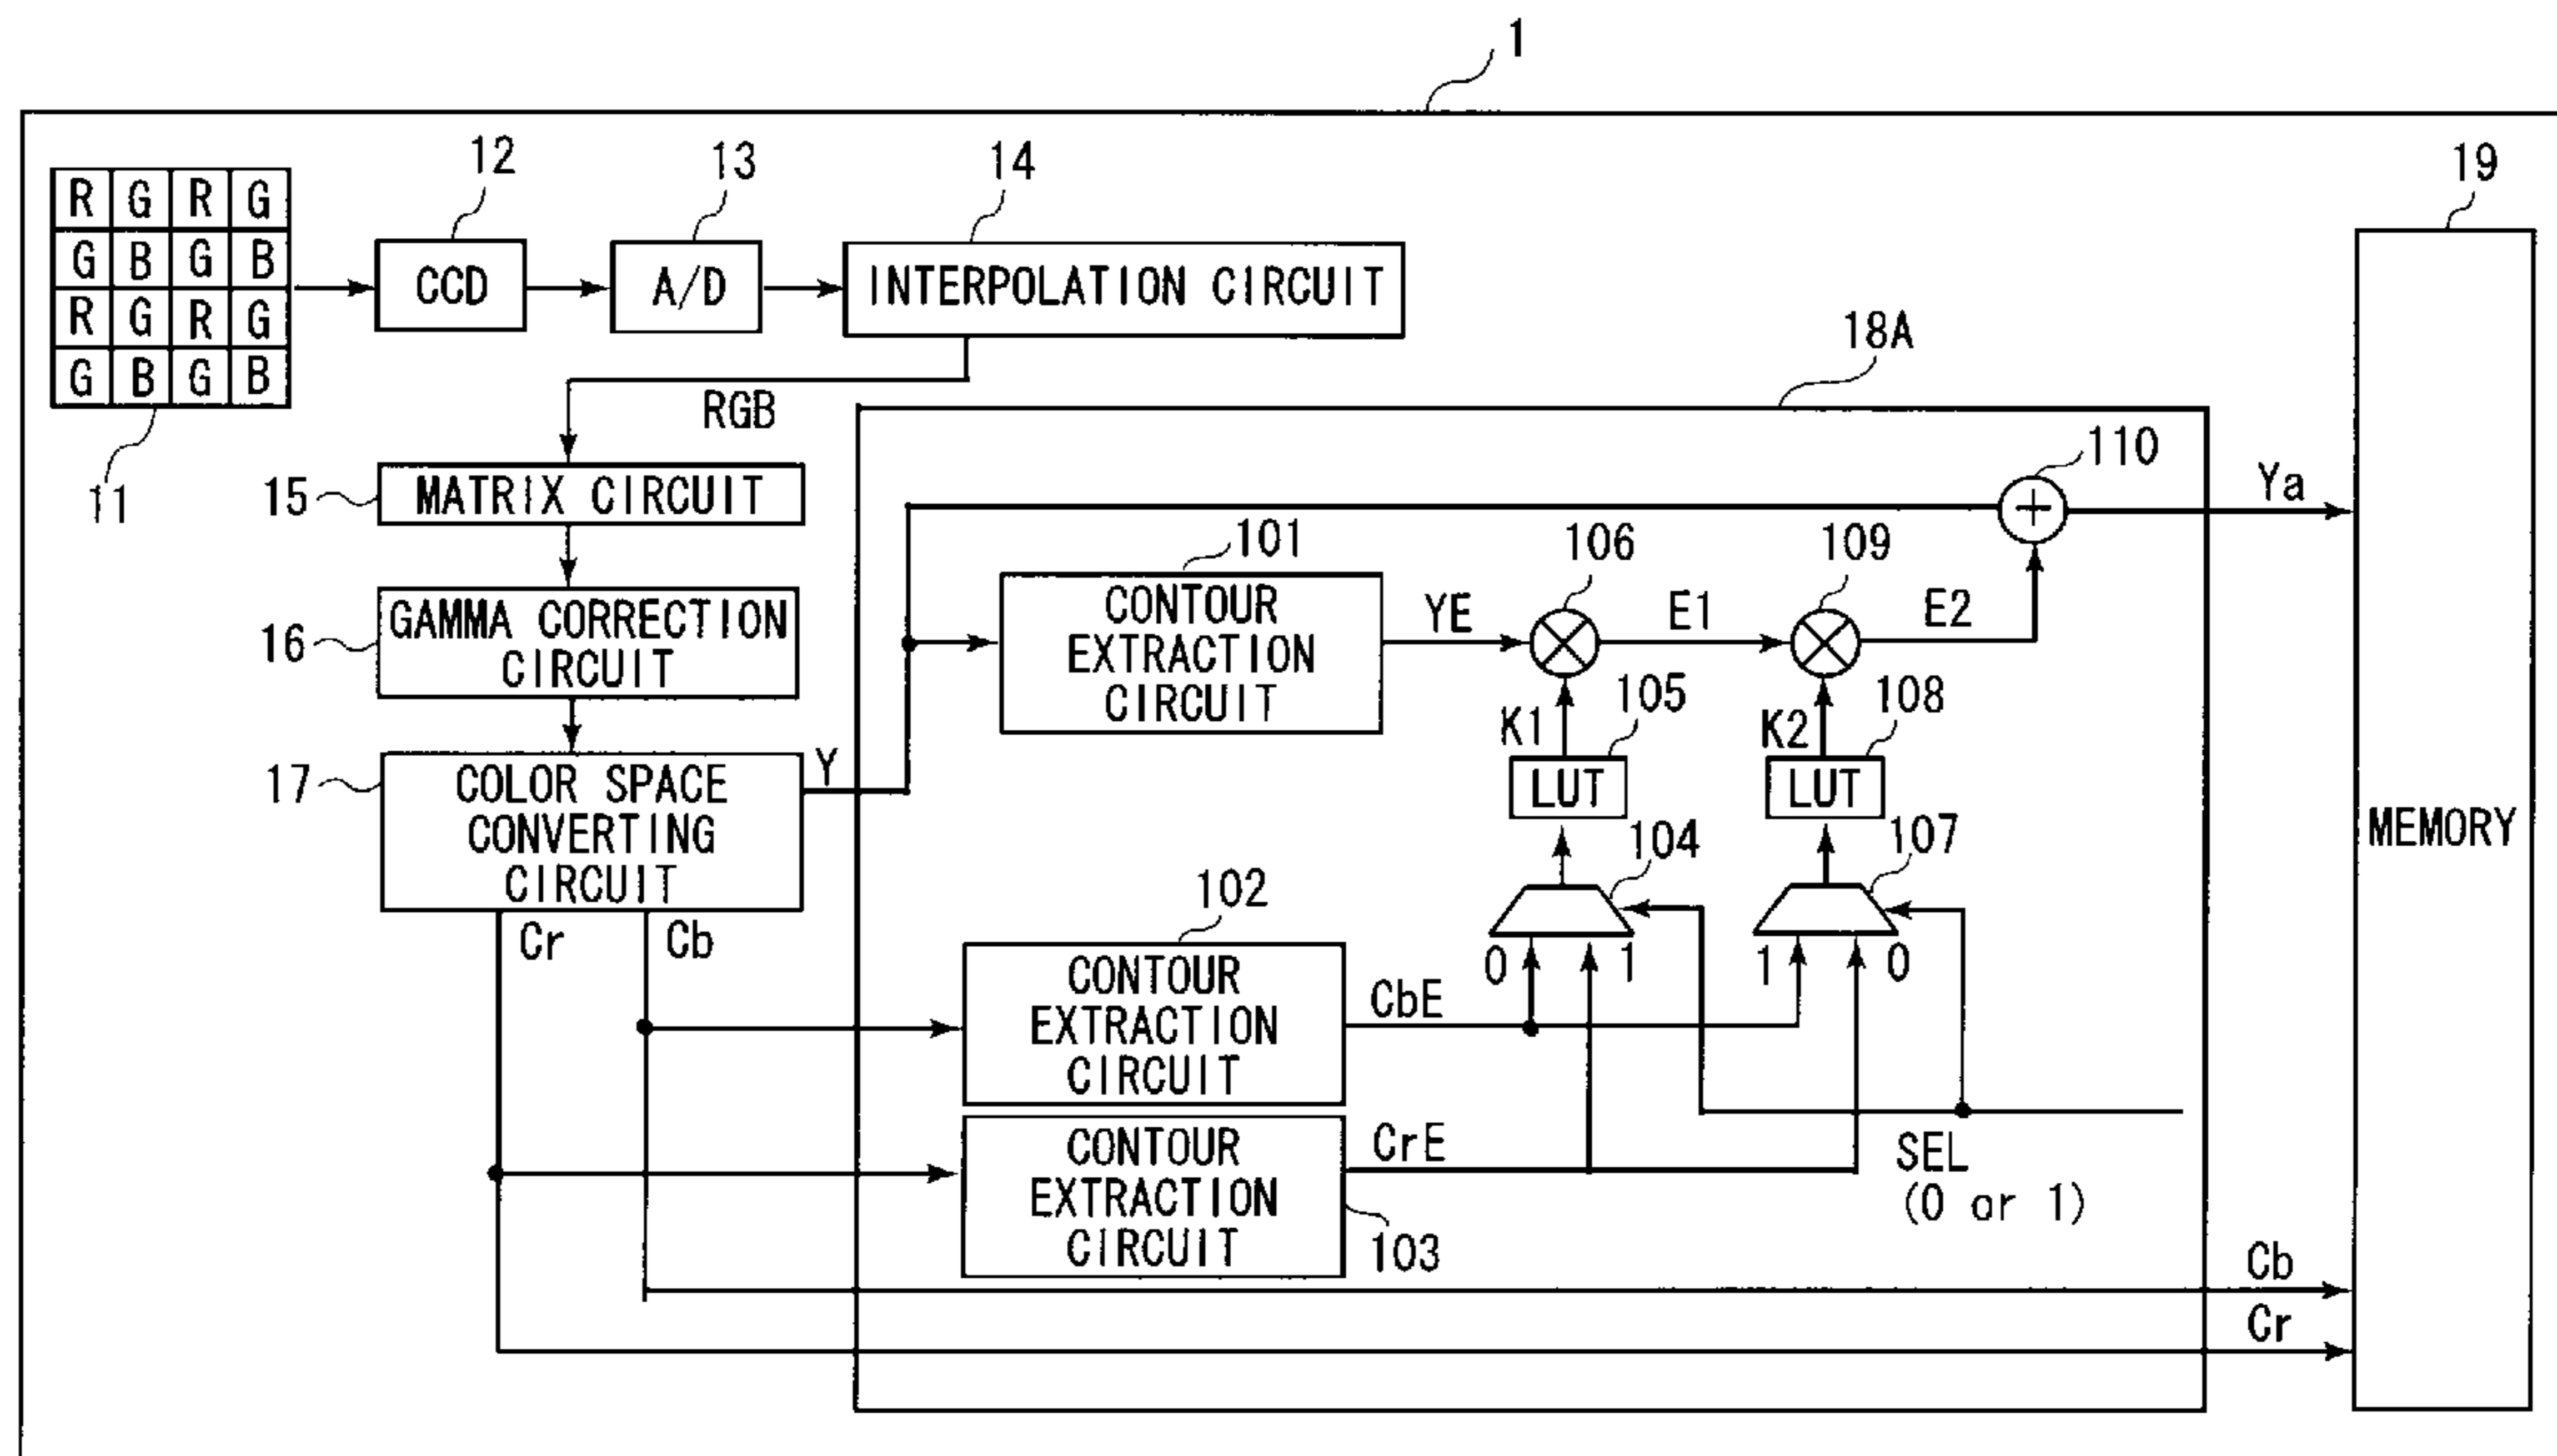 1
12
13
14
19
R G R G
G B G B
R G R G
G B G B
CCD
A/D
INTERPOLATION CIRCUIT
18A
RGB
11
15
MATRIX CIRCUIT
110
Ya
16
GAMMA CORRECTION
CIRCUIT
101
CONTOUR
EXTRACTION
CIRCUIT
YE
106
E1
109
E2
17
COLOR SPACE
CONVERTING
CIRCUIT
Y
K1
105
LUT
K2
108
LUT
MEMORY
104
107
Cr
Cb
102
CONTOUR
EXTRACTION
CIRCUIT
CbE
0
1
1
0
CONTOUR
EXTRACTION
CIRCUIT
CrE
103
SEL
(0 or 1)
Cb
Cr